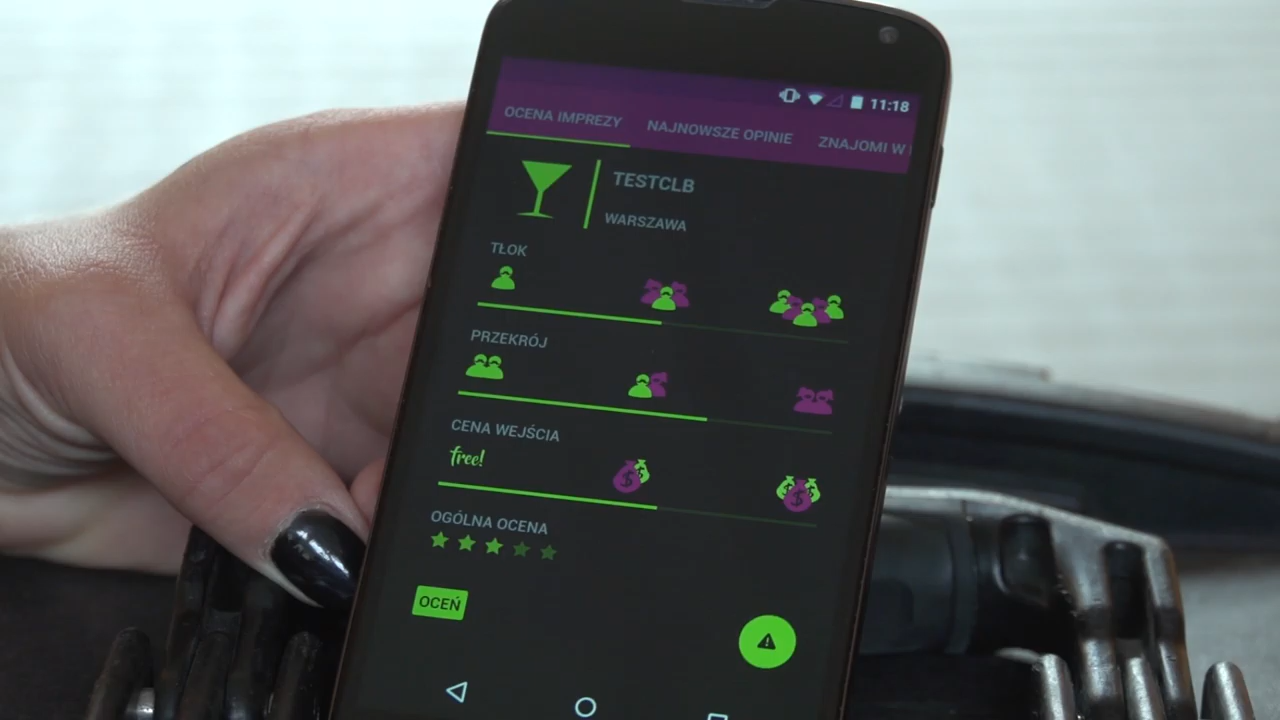 11:18
OCENA IMPREZY NAJNOWSZE OPINIE ZNAJOMI W
TESTCLB
WARSZAWA
TŁOK
PRZEKRÓJ
CENA WEJŚCIA
free!
OGÓLNA OCENA
OCEŃ